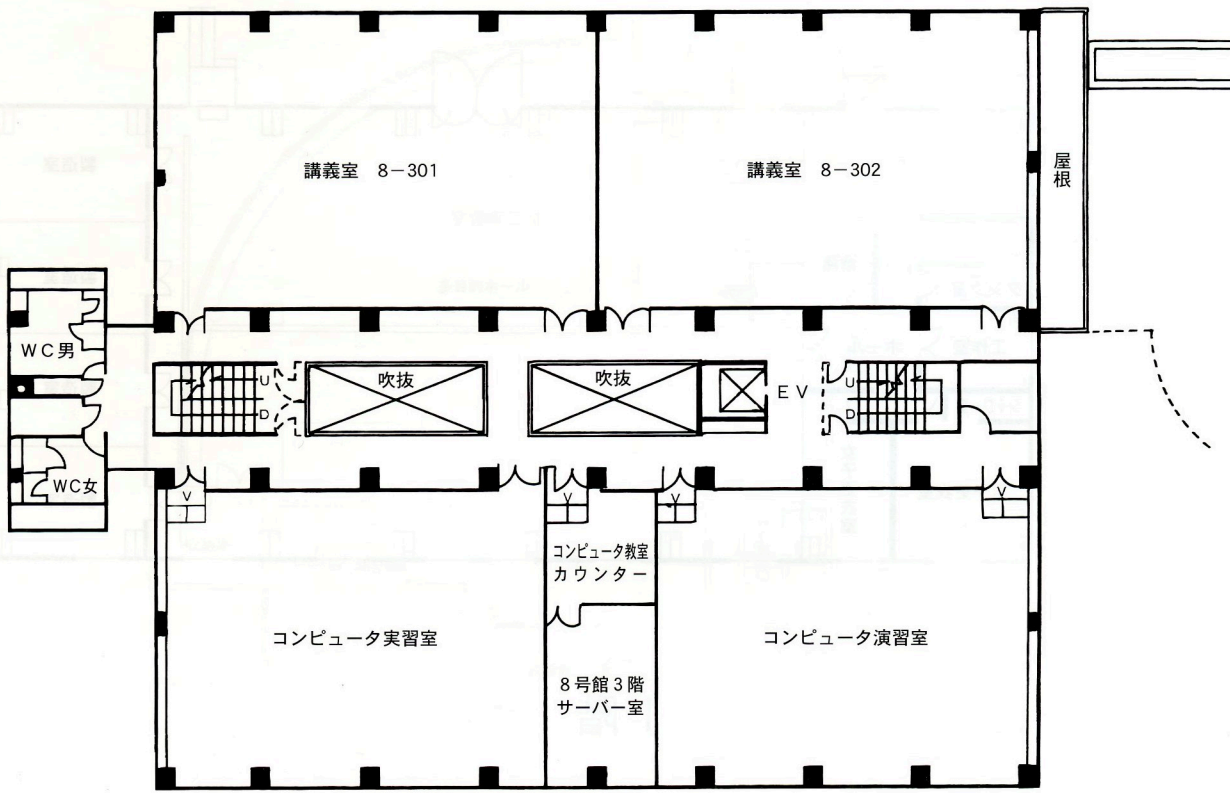 講義室 8−301
講義室 8−302
屋根
WC男
吹抜
吹抜
EV
U
D
U
D
WC女
V
V
V
V
コンピュータ教室
カウンター
コンピュータ実習室
コンピュータ演習室
8号館3階
サーバー室